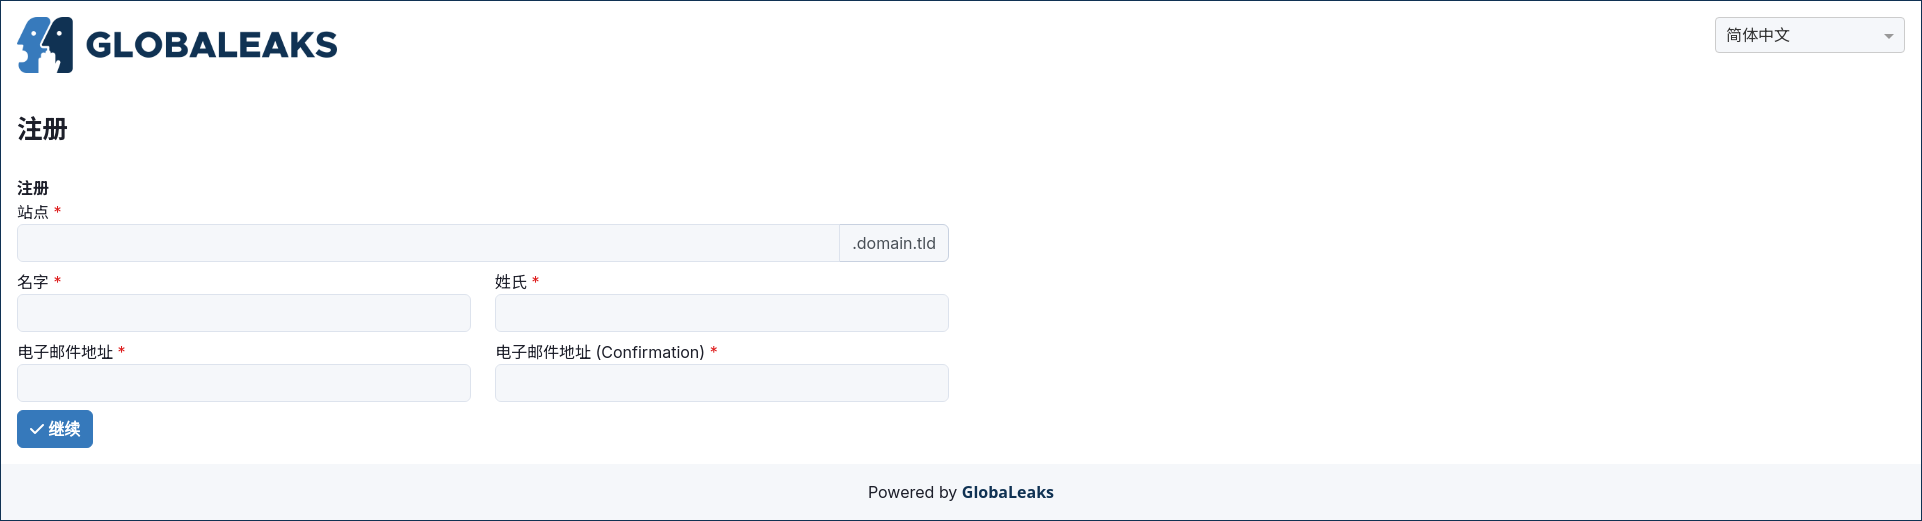 GLOBALEAKS
简体中文
注册
注册
站点 *
.domain.tld
名字 * 姓氏 *
电子邮件地址 * 电子邮件地址 (Confirmation) *
继续
Powered by GlobaLeaks